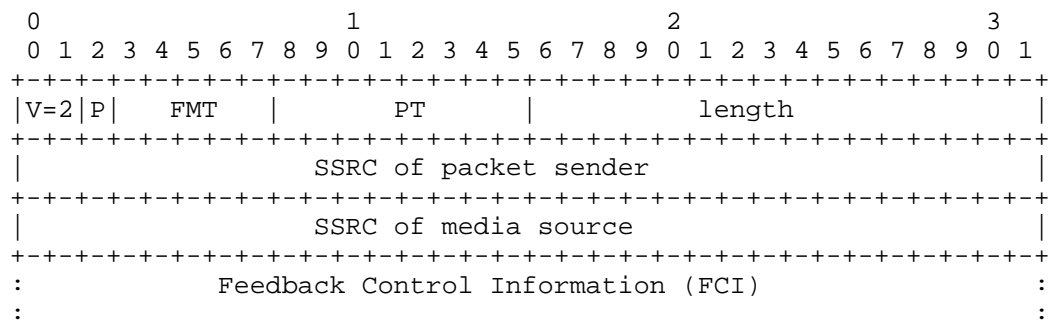 0                   1                   2                   3
 0 1 2 3 4 5 6 7 8 9 0 1 2 3 4 5 6 7 8 9 0 1 2 3 4 5 6 7 8 9 0 1
+-+-+-+-+-+-+-+-+-+-+-+-+-+-+-+-+-+-+-+-+-+-+-+-+-+-+-+-+-+-+-+-+
|V=2|P|   FMT   |       PT      |          length               |
+-+-+-+-+-+-+-+-+-+-+-+-+-+-+-+-+-+-+-+-+-+-+-+-+-+-+-+-+-+-+-+-+
|                  SSRC of packet sender                        |
+-+-+-+-+-+-+-+-+-+-+-+-+-+-+-+-+-+-+-+-+-+-+-+-+-+-+-+-+-+-+-+-+
|                  SSRC of media source                         |
+-+-+-+-+-+-+-+-+-+-+-+-+-+-+-+-+-+-+-+-+-+-+-+-+-+-+-+-+-+-+-+-+
:            Feedback Control Information (FCI)                 :
:                                                               :